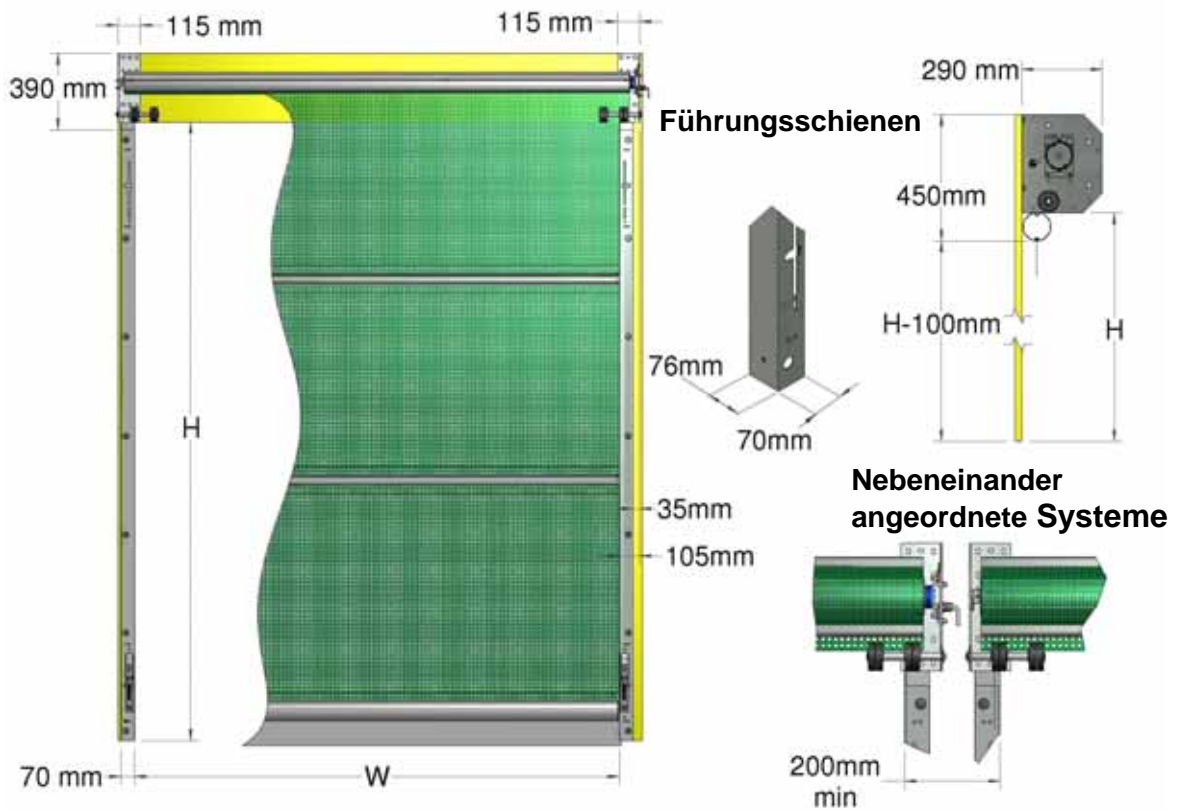 115 mm
115 mm
390 mm
290 mm
Führungsschienen
450mm
H-100mm
H
76mm
70mm
H
Nebeneinander
angeordnete Systeme
35mm
105mm
70 mm
W
200mm
min